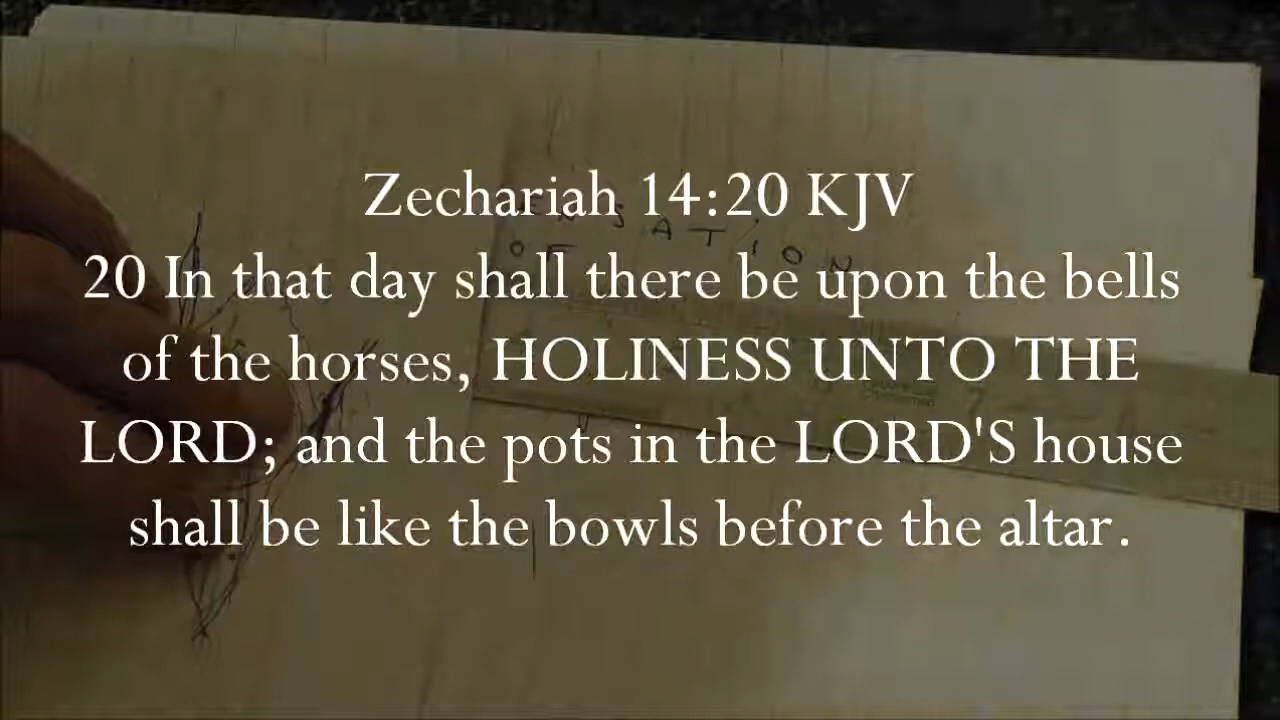 Zechariah 14:20 KJV
20 In that day shall there be upon the bells
of the horses, HOLINESS UNTO THE
LORD; and the pots in the LORD'S house
shall be like the bowls before the altar.
OF